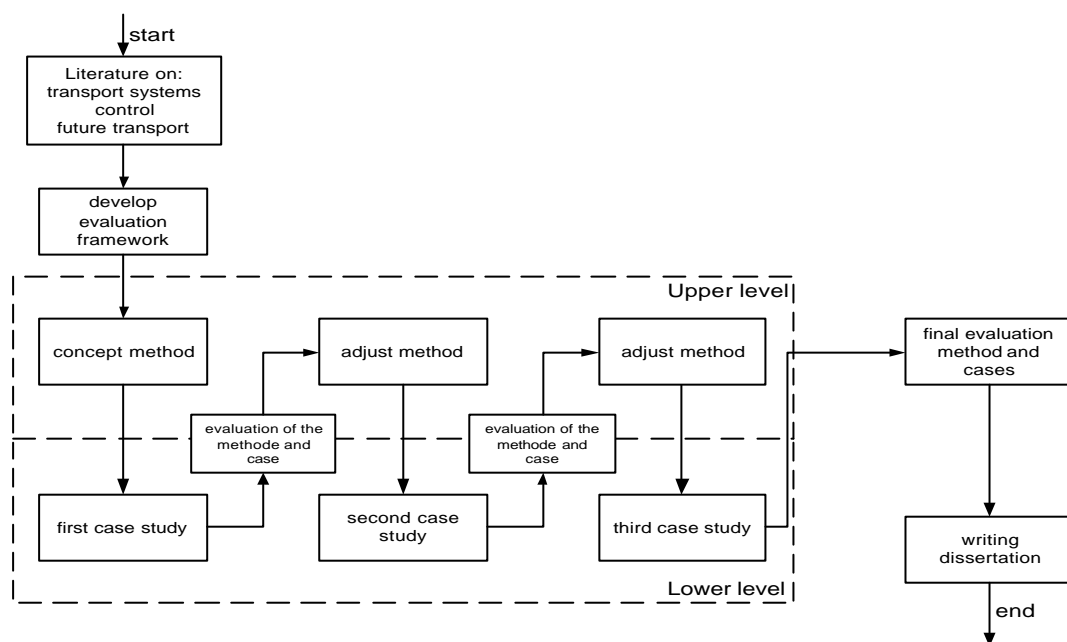 start
Literature on:
transport systems
control
future transport
develop
evaluation
framework
Upper level
concept method
adjust method
adjust method
final evaluation
method and
cases
evaluation of the
methode and
case
evaluation of the
methode and
case
first case study
second case
study
third case study
writing
dissertation
Lower level
end